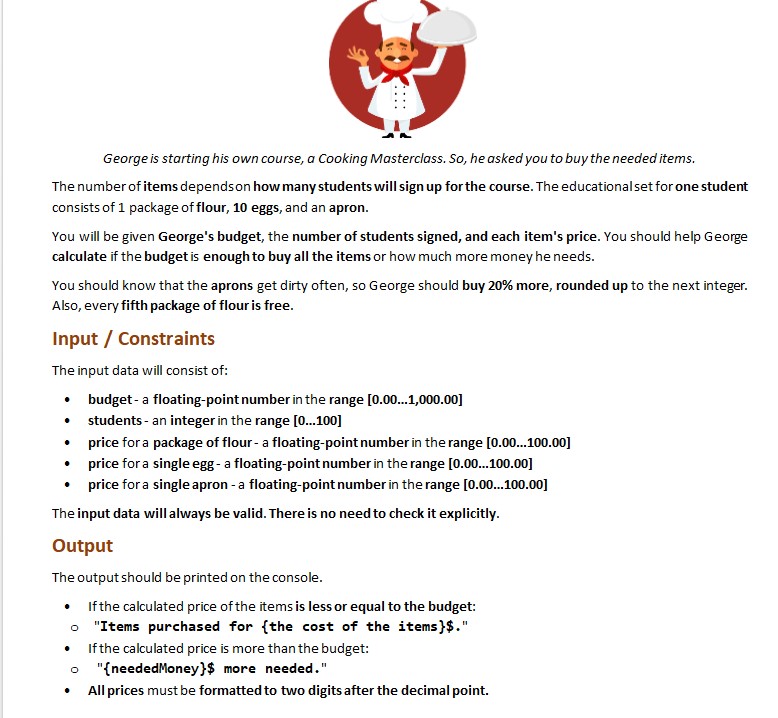 George is starting his own course, a Cooking Masterclass. So, he asked you to buy the needed items.
The number of items depends on how many students will sign up for the course. The educational set for one student
consists of 1 package of flour, 10 eggs, and an apron.
You will be given George's budget, the number of students signed, and each item's price. You should help George
calculate if the budget is enough to buy all the items or how much more money he needs.
You should know that the aprons get dirty often, so George should buy 20% more, rounded up to the next integer.
Also, every fifth package of flour is free.
Input / Constraints
The input data will consist of:
• budget - a floating-point number in the range [0.00…1,000.00]
• students - an integer in the range [0…100]
• price for a package of flour - a floating-point number in the range [0.00…100.00]
• price for a single egg - a floating-point number in the range [0.00…100.00]
• price for a single apron - a floating-point number in the range [0.00…100.00]
The input data will always be valid. There is no need to check it explicitly.
Output
The output should be printed on the console.
• If the calculated price of the items is less or equal to the budget:
o "Items purchased for {the cost of the items}$."
• If the calculated price is more than the budget:
o "{neededMoney}$ more needed."
• All prices must be formatted to two digits after the decimal point.